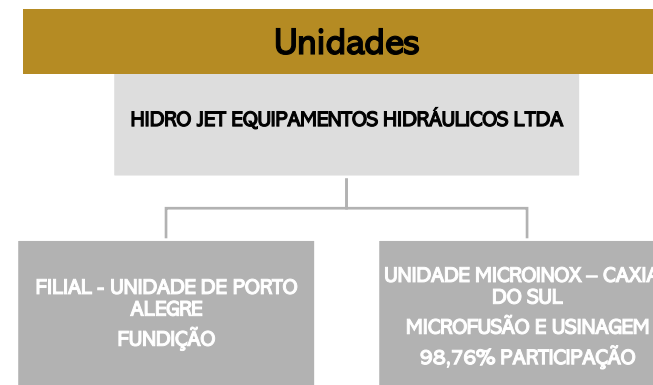 Unidades
HIDRO JET EQUIPAMENTOS HIDRÁULICOS LTDA
FILIAL - UNIDADE DE PORTO
ALEGRE
FUNDIÇÃO
UNIDADE MICROINOX – CAXIA
DO SUL
MICROFUSÃO E USINAGEM
98,76% PARTICIPAÇÃO